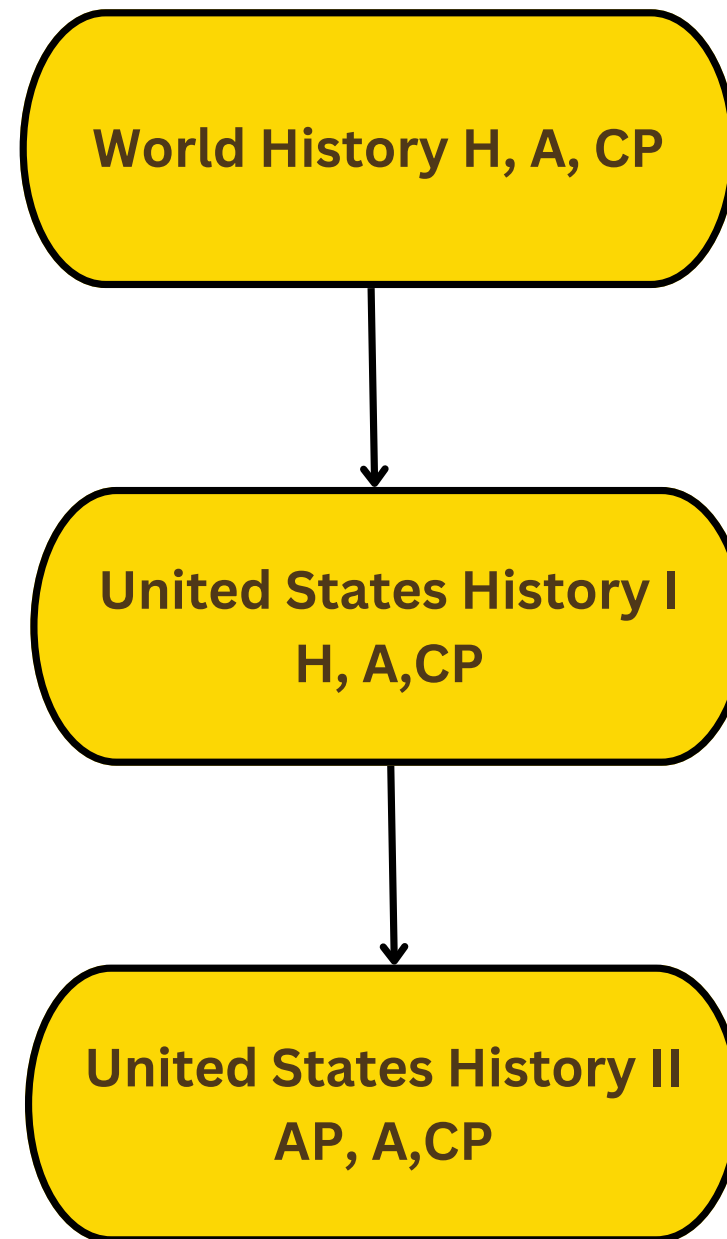 World History H, A, CP
United States History I
H, A,CP
United States History II
AP, A,CP